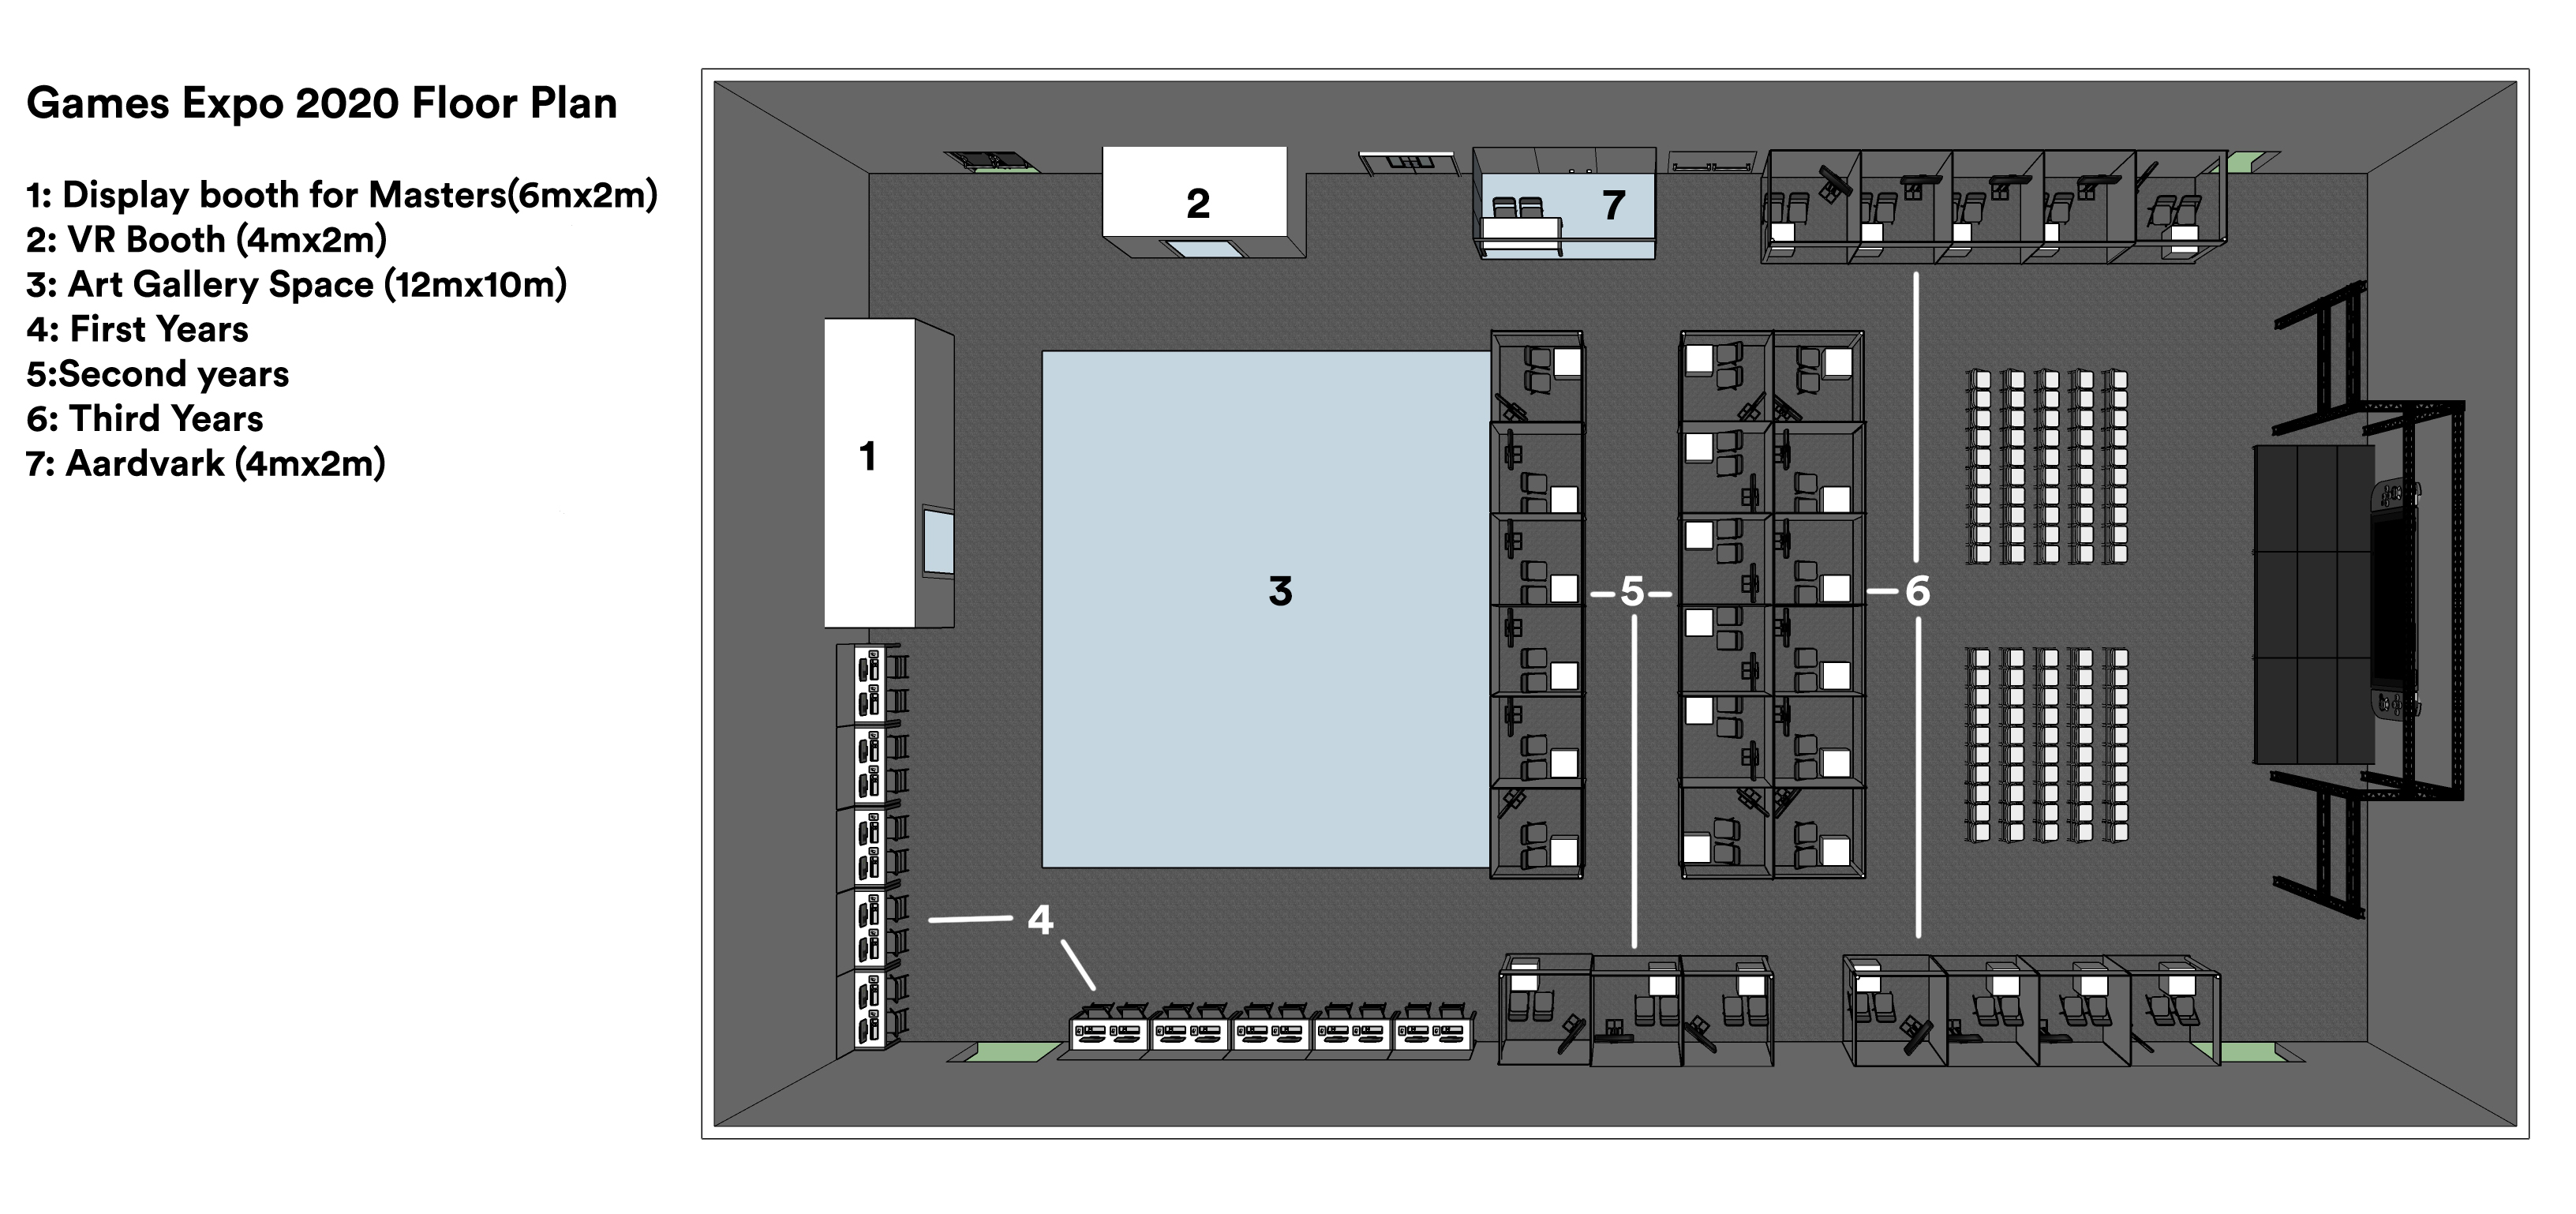 Games Expo 2020 Floor Plan
1: Display booth for Masters(6mx2m)
2: VR Booth (4mx2m)
3: Art Gallery Space (12mx10m)
4: First Years
5:Second years
6: Third Years
7: Aardvark (4mx2m)
2
7
1
3
5
6
4